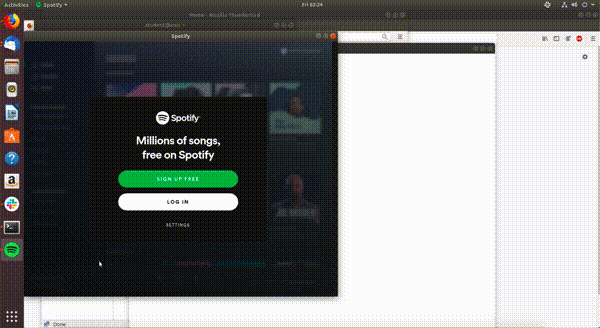 Activities
Spotify
Fri 02:24
Home - Mozilla Thunderbird
Spotify
Spotify
Millions of songs,
free on Spotify
SIGN UP FREE
LOG IN
SETTINGS
Done